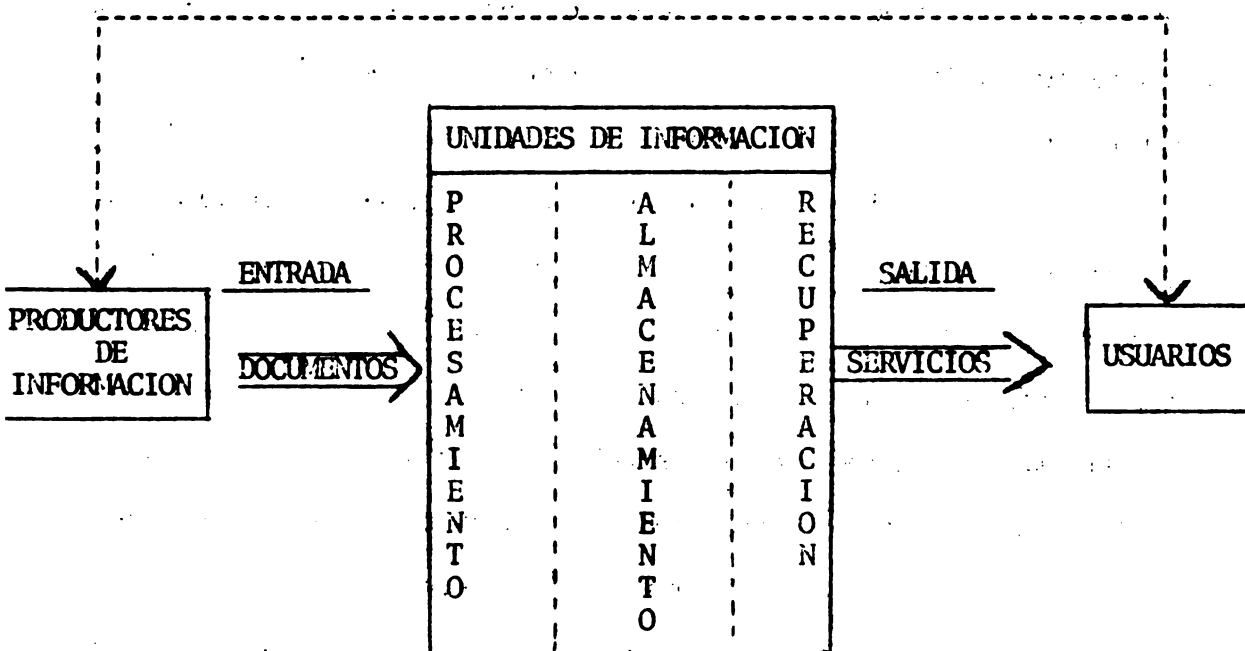 UNIDADES DE INFORMACION
PROCESAMIENTO
ALMACENAMIENTO
RECUPERACION
ENTRADA
SALIDA
PRODUCTORES
DE
INFORMACION
DOCUMENTOS
SERVICIOS
USUARIOS